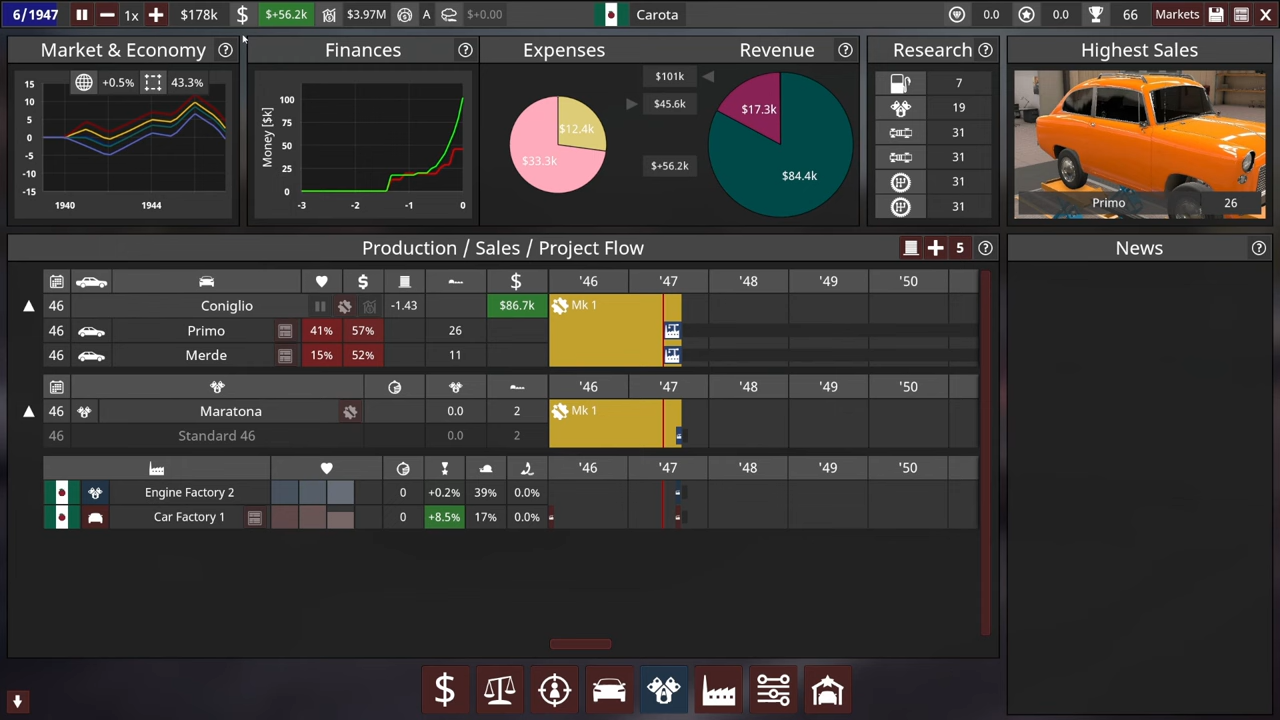 6/1947 1x $178k $+56.2k $3.97M A $+0.00 Carota 0.0 0.0 66 Markets
Market & Economy
+0.5% 43.3%
15
10
5
0
-5
-10
-15
1940 1944
Finances
Money [$k]
100
75
50
25
0
-3 -2 -1 0
Expenses Revenue
$101k
$45.6k
$+56.2k
$12.4k
$33.3k
$17.3k
$84.4k
Research
7
19
31
31
31
31
Highest Sales
Primo 26
Production / Sales / Project Flow 5
'46 '47 '48 '49 '50
46 Coniglio -1.43 $86.7k Mk 1
46 Primo 41% 57% 26
46 Merde 15% 52% 11
'46 '47 '48 '49 '50
46 Maratona 0.0 2 Mk 1
46 Standard 46 0.0 2
'46 '47 '48 '49 '50
Engine Factory 2 0 +0.2% 39% 0.0%
Car Factory 1 0 +8.5% 17% 0.0%
News